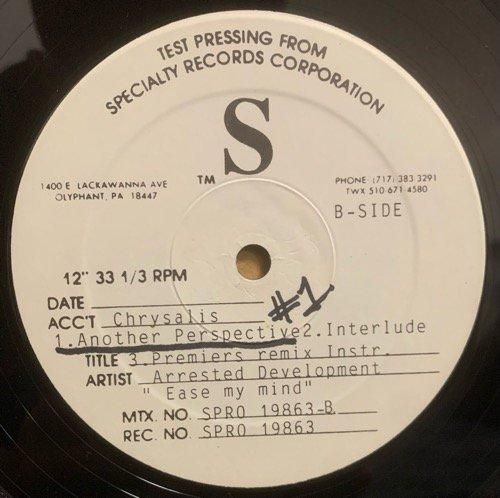 TEST PRESSING FROM
SPECIALTY RECORDS CORPORATION
S
TM
1400 E LACKAWANNA AVE
OLYPHANT, PA 18447
PHONE (717) 383 3291
TWX 510-671-4580
B-SIDE
12" 33 1/3 RPM
DATE
#1
ACC'T Chrysalis
1.Another Perspective2.Interlude
TITLE 3.Premiers remix Instr.
ARTIST Arrested Development
" Ease my mind"
MTX. NO. SPRO 19863-B
REC. NO. SPRO 19863